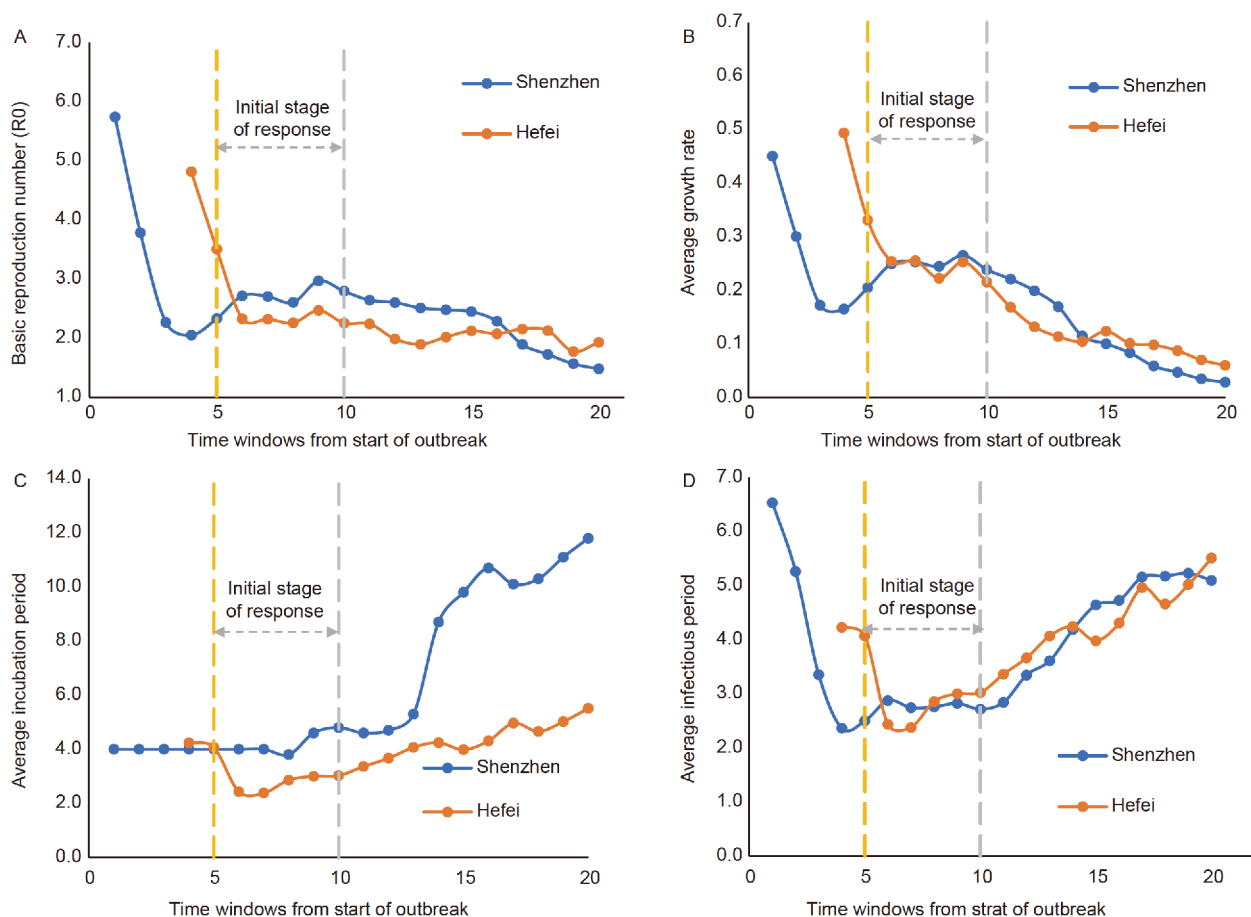 A
7.0
6.0
5.0
4.0
3.0
2.0
1.0
Basic reproduction number (R0)
Initial stage
of response
Shenzhen
Hefei
0
5
10
15
20
Time windows from start of outbreak
B
0.7
0.6
0.5
0.4
0.3
0.2
0.1
0.0
Average growth rate
Initial stage
of response
Shenzhen
Hefei
0
5
10
15
20
Time windows from start of outbreak
C
14.0
12.0
10.0
8.0
6.0
4.0
2.0
0.0
Average incubation period
Initial stage
of response
Shenzhen
Hefei
0
5
10
15
20
Time windows from start of outbreak
D
7.0
6.0
5.0
4.0
3.0
2.0
1.0
0.0
Average infectious period
Initial stage
of response
Shenzhen
Hefei
0
5
10
15
20
Time windows from strat of outbreak